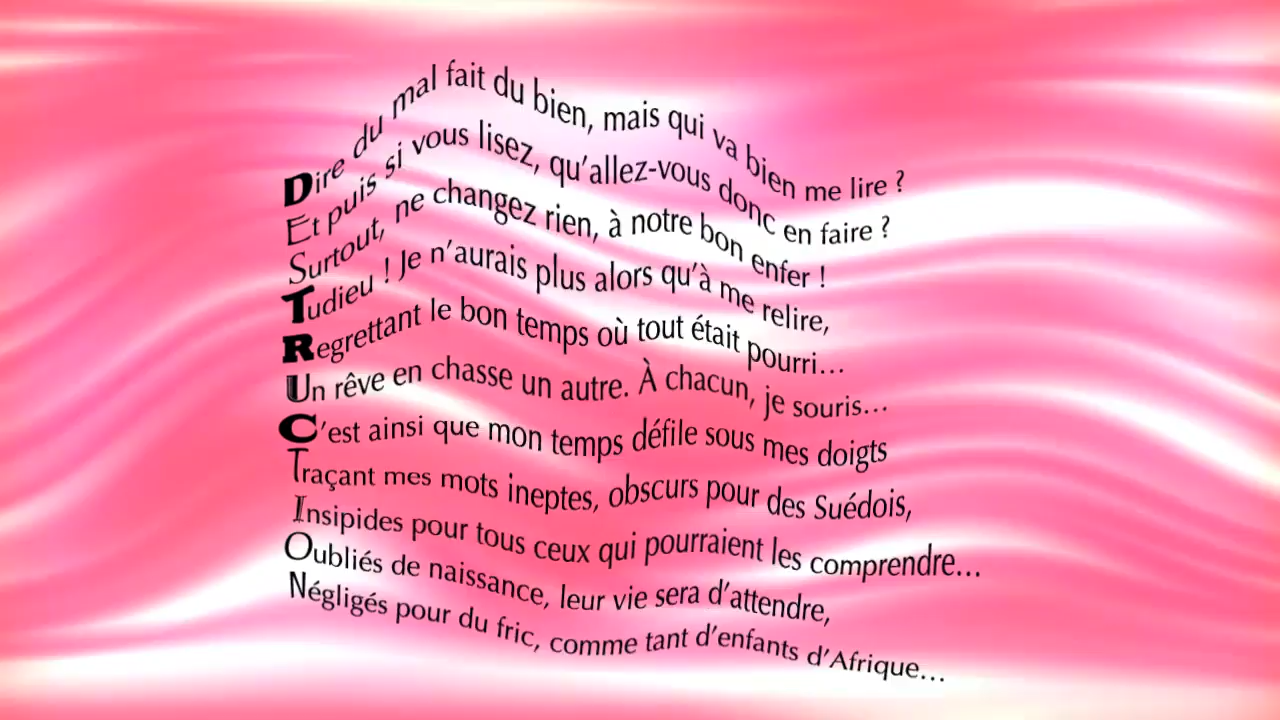 Dire du mal fait du bien, mais qui va bien me lire ?
Et puis si vous lisez, qu’allez-vous donc en faire ?
Surtout, ne changez rien, à notre bon enfer !
Tudieu ! Je n’aurais plus alors qu’à me relire,
Regrettant le bon temps où tout était pourri…
Un rêve en chasse un autre. À chacun, je souris…
C’est ainsi que mon temps défile sous mes doigts
Traçant mes mots ineptes, obscurs pour des Suédois,
Insipides pour tous ceux qui pourraient les comprendre…
Oubliés de naissance, leur vie sera d’attendre,
Négligés pour du fric, comme tant d’enfants d’Afrique…